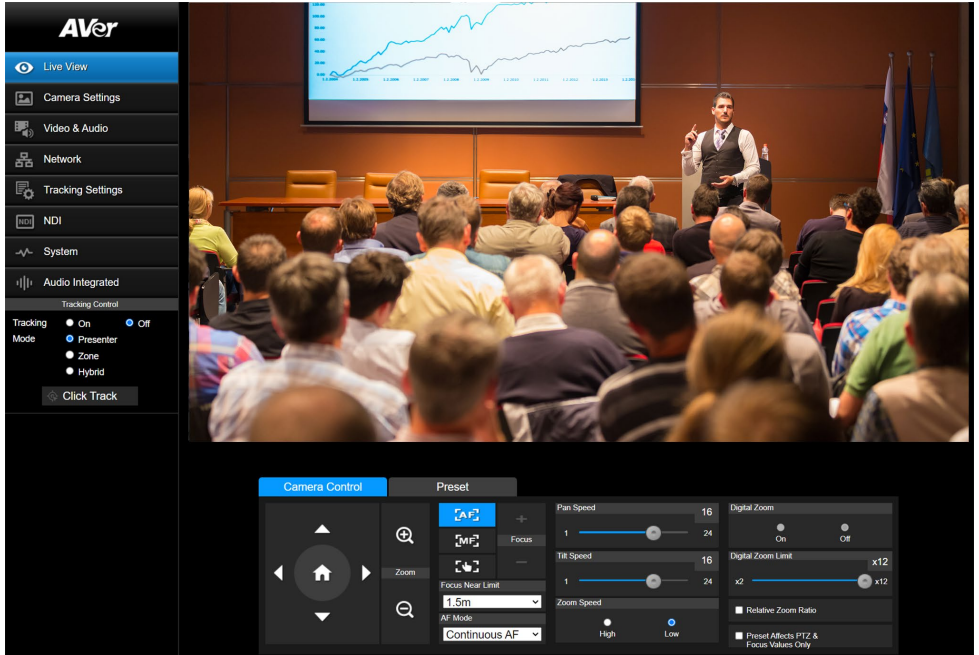 AVer
Live View
Camera Settings
Video & Audio
Network
Tracking Settings
NDI NDI
System
Audio Integrated
Tracking Control
Tracking On Off
Mode Presenter
Zone
Hybrid
Click Track
Camera Control Preset
AF
MF
+
Focus
−
Zoom
Focus Near Limit
1.5m
AF Mode
Continuous AF
Pan Speed 16
1 24
Tilt Speed 16
1 24
Zoom Speed
High Low
Digital Zoom
On Off
Digital Zoom Limit x12
x2 x12
Relative Zoom Ratio
Preset Affects PTZ &
Focus Values Only